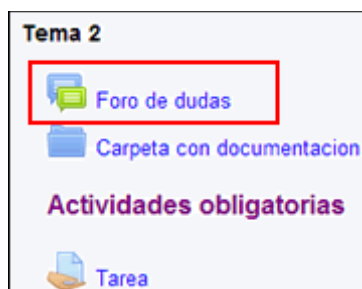 Tema 2
Foro de dudas
Carpeta con documentacion
Actividades obligatorias
Tarea